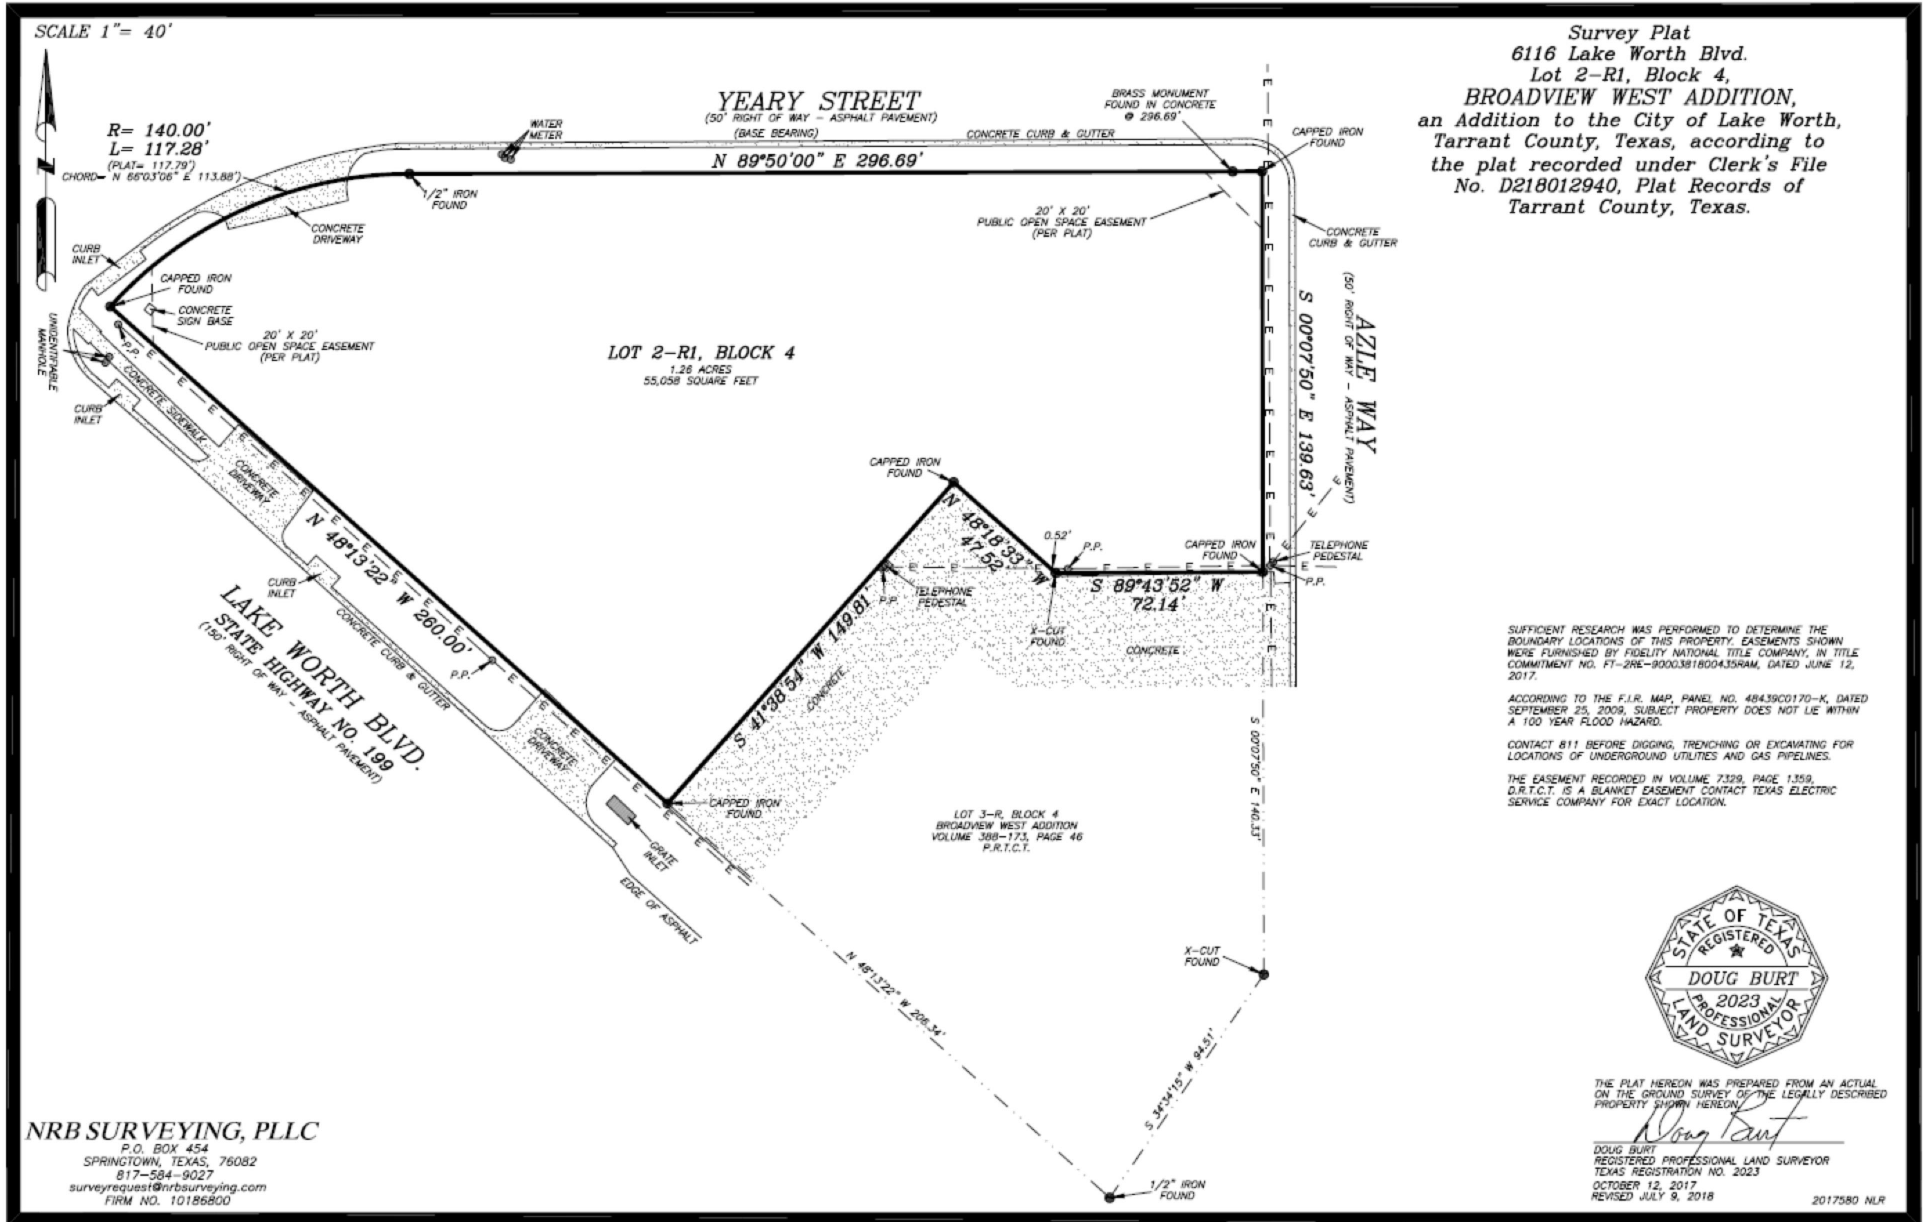 SCALE 1"= 40'
Survey Plat
6116 Lake Worth Blvd.
Lot 2-R1, Block 4,
BROADVIEW WEST ADDITION,
an Addition to the City of Lake Worth,
Tarrant County, Texas, according to
the plat recorded under Clerk's File
No. D218012940, Plat Records of
Tarrant County, Texas.
R= 140.00'
L= 117.28'
(PLAT= 117.79')
CHORD= N 66°03'06" E 113.88')
WATER
METER
YEARY STREET
(50' RIGHT OF WAY - ASPHALT PAVEMENT)
(BASE BEARING)
CONCRETE CURB & GUTTER
N 89°50'00" E 296.69'
BRASS MONUMENT
FOUND IN CONCRETE
@ 296.69'
CAPPED IRON
FOUND
1/2" IRON
FOUND
CONCRETE
DRIVEWAY
20' X 20'
PUBLIC OPEN SPACE EASEMENT
(PER PLAT)
CONCRETE
CURB & GUTTER
CURB
INLET
CAPPED IRON
FOUND
CONCRETE
SIGN BASE
20' X 20'
PUBLIC OPEN SPACE EASEMENT
(PER PLAT)
UNIDENTIFIABLE
MANHOLE
P.P.
CONCRETE SIDEWALK
CURB
INLET
LOT 2-R1, BLOCK 4
1.26 ACRES
55,058 SQUARE FEET
S 00°07'50" E 139.63'
AZLE WAY
(50' RIGHT OF WAY - ASPHALT PAVEMENT)
CONCRETE
DRIVEWAY
N 48°13'22" W 260.00'
CURB
INLET
CONCRETE CURB & GUTTER
P.P.
LAKE WORTH BLVD.
STATE HIGHWAY NO. 199
(150' RIGHT OF WAY - ASPHALT PAVEMENT)
CAPPED IRON
FOUND
N 48°18'33" W
47.52'
0.52'
P.P.
CAPPED IRON
FOUND
TELEPHONE
PEDESTAL
P.P.
S 89°43'52" W
72.14'
P.P.
TELEPHONE
PEDESTAL
X-CUT
FOUND
CONCRETE
S 41°38'54" W 149.81'
CONCRETE
CONCRETE
DRIVEWAY
CAPPED IRON
FOUND
GRATE
INLET
EDGE OF ASPHALT
LOT 3-R, BLOCK 4
BROADVIEW WEST ADDITION
VOLUME 388-173, PAGE 46
P.R.T.C.T.
S 00°07'50" E 140.33'
N 48°13'22" W 206.34'
X-CUT
FOUND
S 34°34'15" W 94.51'
1/2" IRON
FOUND
SUFFICIENT RESEARCH WAS PERFORMED TO DETERMINE THE
BOUNDARY LOCATIONS OF THIS PROPERTY. EASEMENTS SHOWN
WERE FURNISHED BY FIDELITY NATIONAL TITLE COMPANY, IN TITLE
COMMITMENT NO. FT-2RE-9000381800435RAM, DATED JUNE 12,
2017.
ACCORDING TO THE F.I.R. MAP, PANEL NO. 48439C0170-K, DATED
SEPTEMBER 25, 2009, SUBJECT PROPERTY DOES NOT LIE WITHIN
A 100 YEAR FLOOD HAZARD.
CONTACT 811 BEFORE DIGGING, TRENCHING OR EXCAVATING FOR
LOCATIONS OF UNDERGROUND UTILITIES AND GAS PIPELINES.
THE EASEMENT RECORDED IN VOLUME 7329, PAGE 1359,
D.R.T.C.T. IS A BLANKET EASEMENT CONTACT TEXAS ELECTRIC
SERVICE COMPANY FOR EXACT LOCATION.
STATE OF TEXAS
REGISTERED
DOUG BURT
2023
PROFESSIONAL
LAND SURVEYOR
THE PLAT HEREON WAS PREPARED FROM AN ACTUAL
ON THE GROUND SURVEY OF THE LEGALLY DESCRIBED
PROPERTY SHOWN HEREON.
Doug Burt
DOUG BURT
REGISTERED PROFESSIONAL LAND SURVEYOR
TEXAS REGISTRATION NO. 2023
OCTOBER 12, 2017
REVISED JULY 9, 2018
2017580 NLR
NRB SURVEYING, PLLC
P.O. BOX 454
SPRINGTOWN, TEXAS, 76082
817-584-9027
surveyrequest@nrbsurveying.com
FIRM NO. 10186800